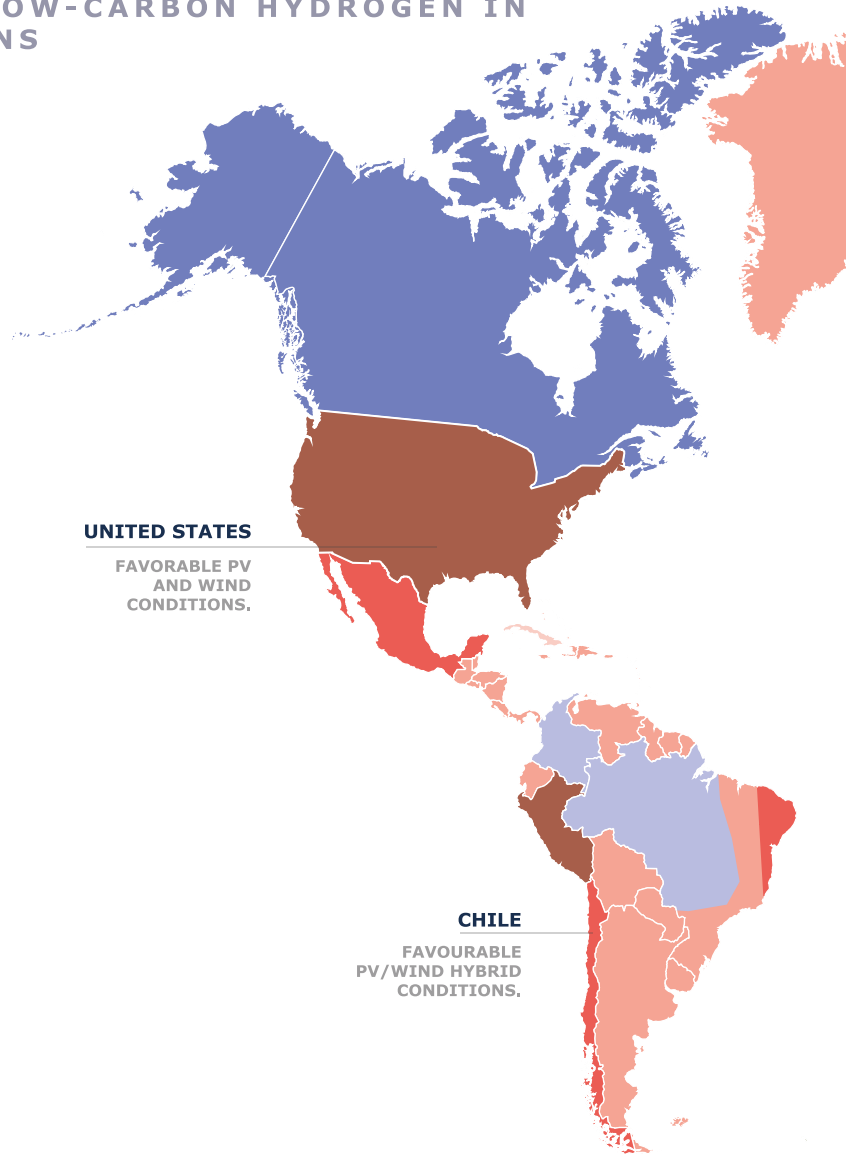 OW-CARBON HYDROGEN IN
NS
UNITED STATES
FAVORABLE PV
AND WIND
CONDITIONS.
CHILE
FAVOURABLE
PV/WIND HYBRID
CONDITIONS.